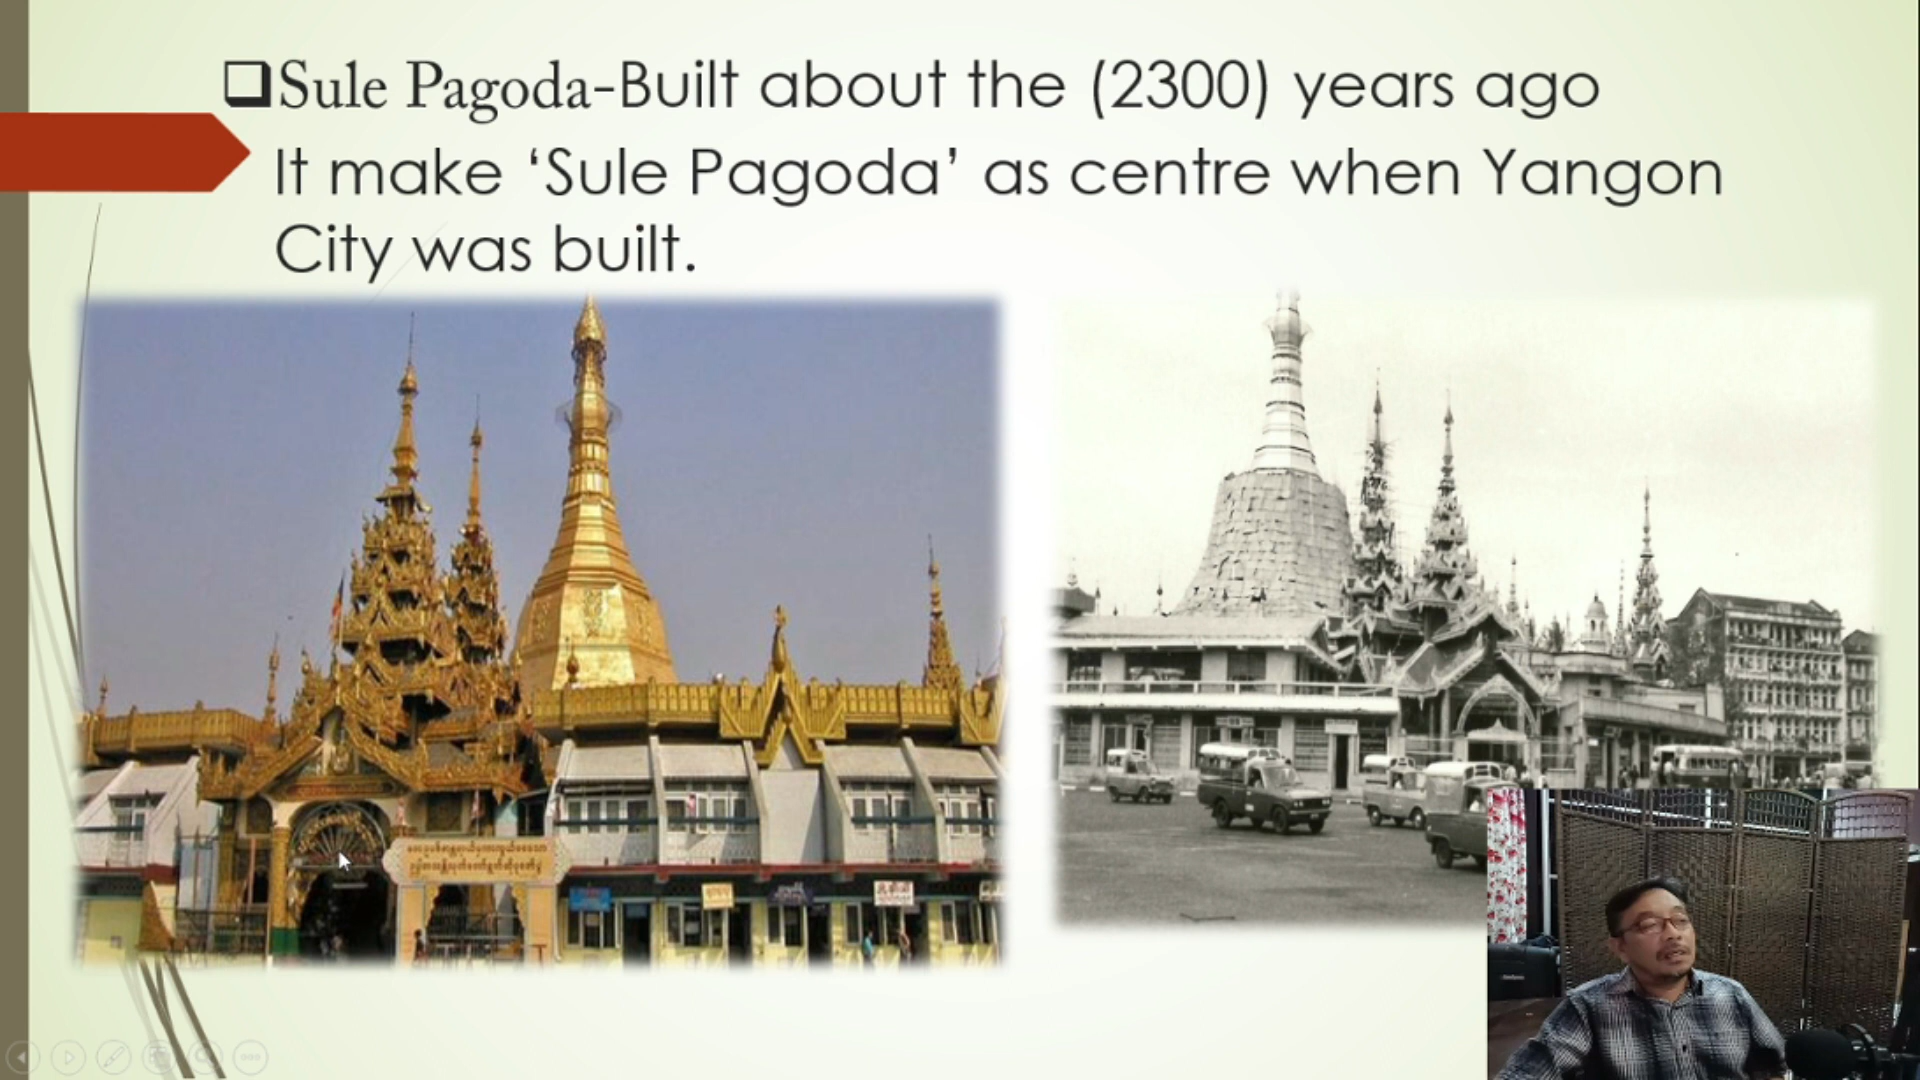 ❑Sule Pagoda-Built about the (2300) years ago
It make ‘Sule Pagoda’ as centre when Yangon
City was built.